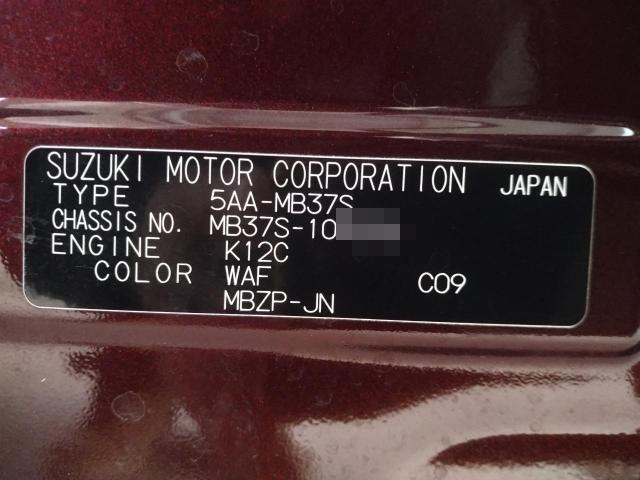 SUZUKI MOTOR CORPORATION JAPAN
TYPE 5AA-MB37S
CHASSIS NO. MB37S-10
ENGINE K12C
COLOR WAF C09
MBZP-JN